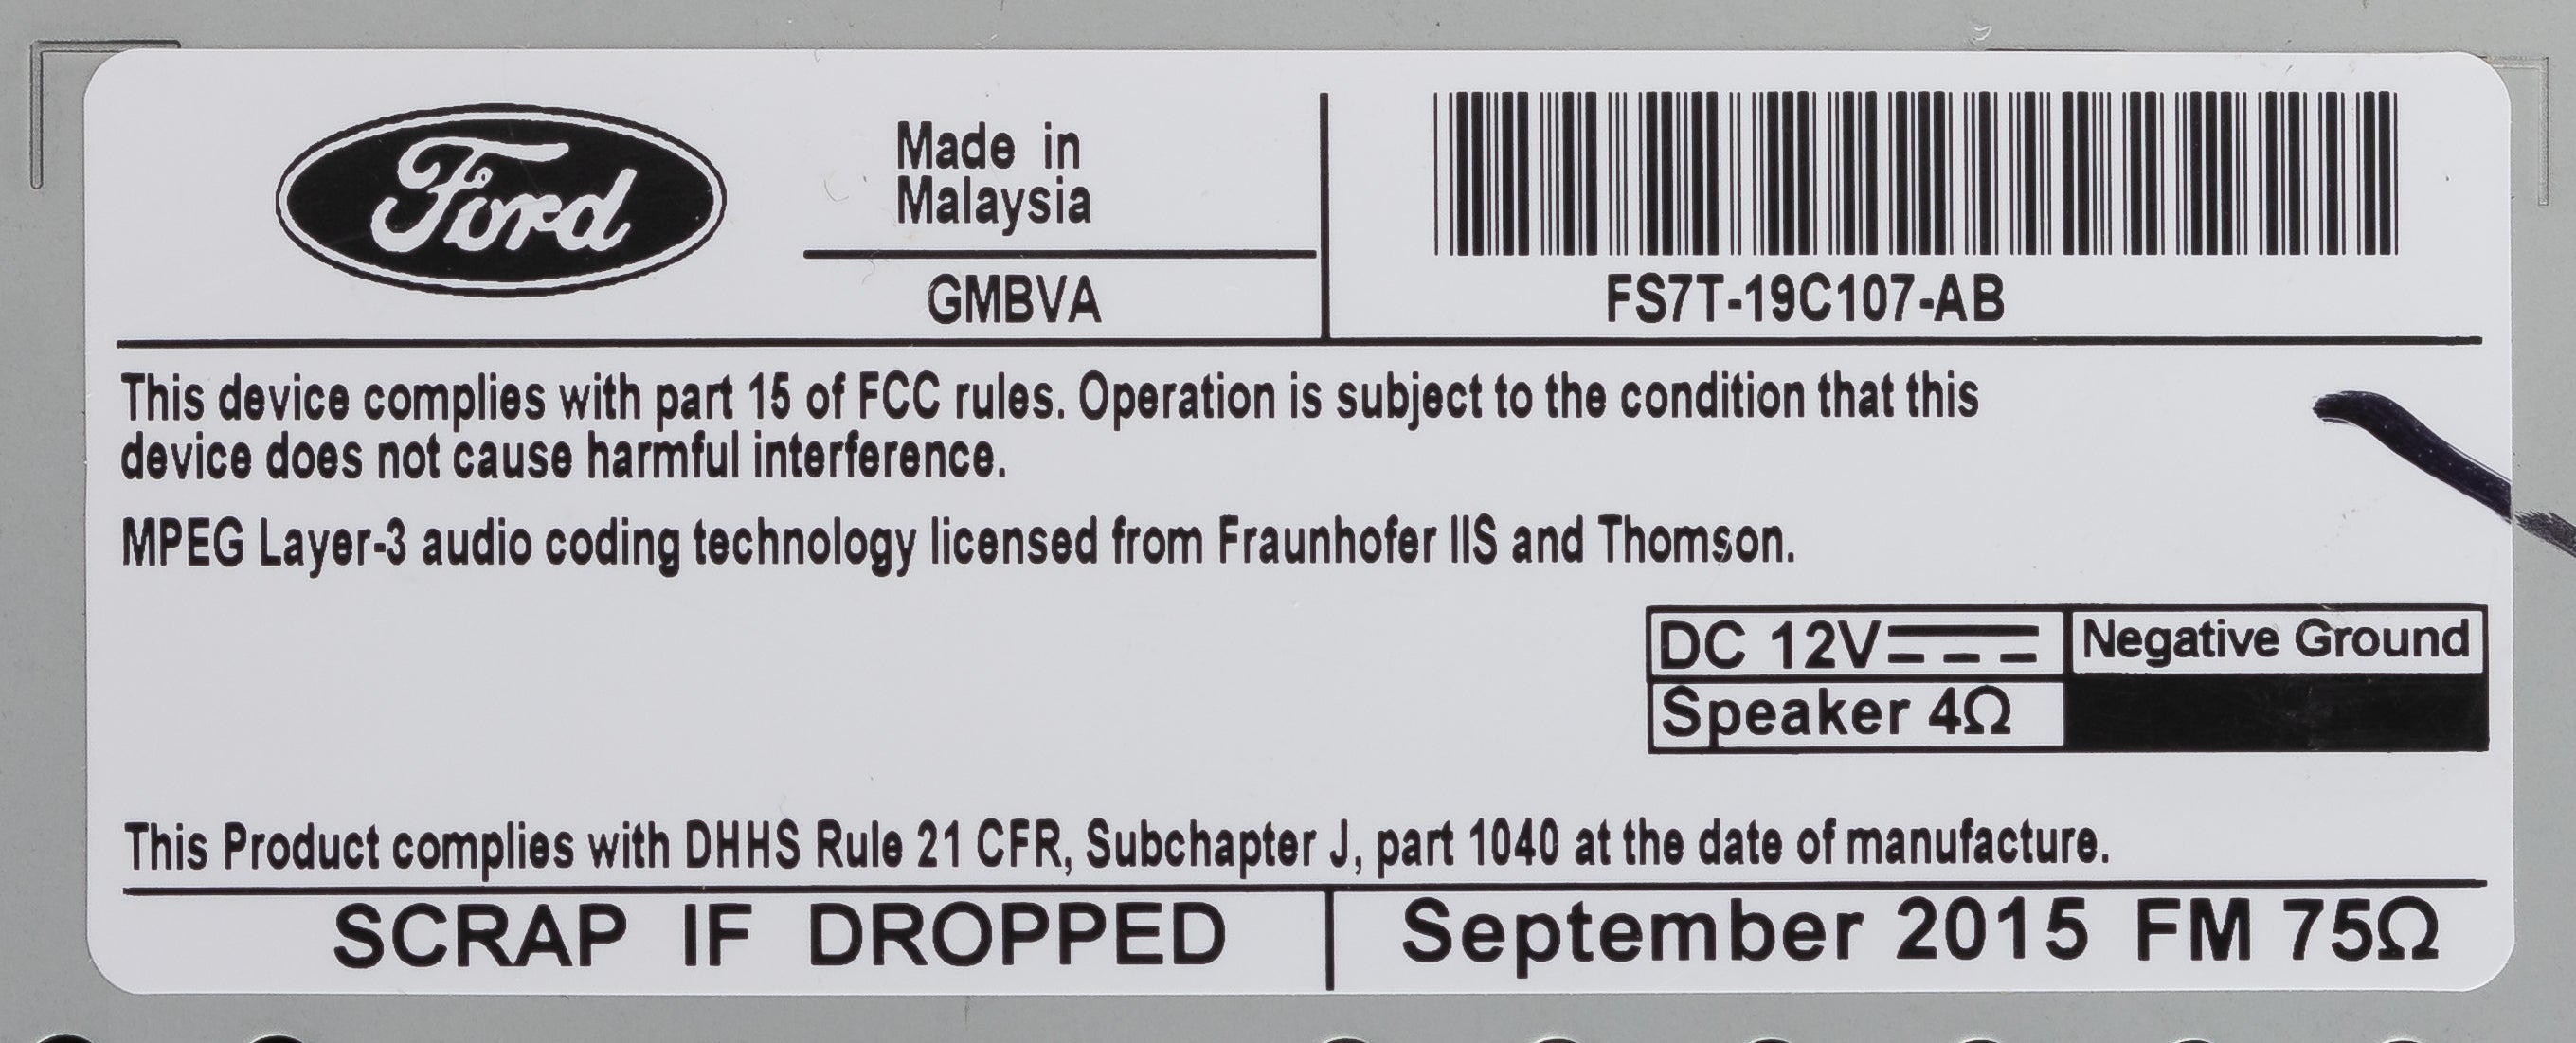 Ford
Made in
Malaysia
GMBVA
FS7T-19C107-AB
This device complies with part 15 of FCC rules. Operation is subject to the condition that this
device does not cause harmful interference.
MPEG Layer-3 audio coding technology licensed from Fraunhofer IIS and Thomson.
DC 12V⎓ Negative Ground
Speaker 4Ω
This Product complies with DHHS Rule 21 CFR, Subchapter J, part 1040 at the date of manufacture.
SCRAP IF DROPPED
September 2015 FM 75Ω